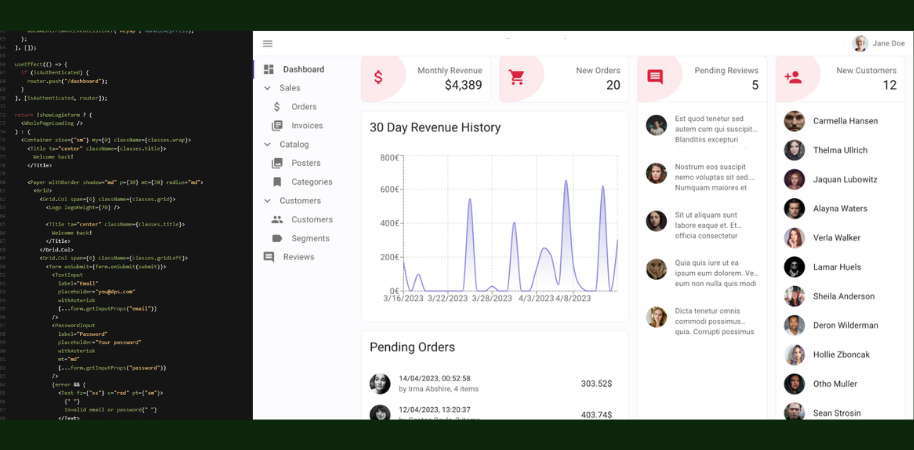 };
}, []);
useEffect(() => {
if (isAuthenticated) {
router.push("/dashboard");
}
}, [isAuthenticated, router]);
return !showLoginForm ? (
<WholePageLoading />
) : (
<Container size={"sm"} my={0} className={classes.wrap}>
<Title ta="center" className={classes.title}>
Welcome back!
</Title>
<Paper withBorder shadow="md" p={30} mt={30} radius="md">
<Grid>
<Grid.Col span={6} className={classes.grid}>
<Logo logoHeight={70} />
<Title ta="center" className={classes.title}>
Welcome back!
</Title>
</Grid.Col>
<Grid.Col span={8} className={classes.gridLeft}>
<form onSubmit={form.onSubmit(submit)}>
<TextInput
label="Email"
placeholder="you@dps.com"
withAsterisk
{...form.getInputProps("email")}
/>
<PasswordInput
label="Password"
placeholder="Your password"
withAsterisk
mt="md"
{...form.getInputProps("password")}
/>
{error && (
<Text fz={"xs"} c="red" pt={"sm"}>
{" "}
Invalid email or password{" "}
</Text>
Jane Doe
Dashboard
Sales
Orders
Invoices
Catalog
Posters
Categories
Customers
Customers
Segments
Reviews
Monthly Revenue
$4,389
New Orders
20
30 Day Revenue History
800€
600€
400€
200€
0€
3/16/2023 3/22/2023 3/28/2023 4/3/2023 4/8/2023
Pending Orders
14/04/2023, 00:52:58
by Irma Abshire, 4 items
303.52$
12/04/2023, 13:20:37
403.74$
Pending Reviews
5
Est quod tenetur sed
autem cum qui suscipit...
Blanditiis excepturi
Nostrum eos suscipit
nemo voluptas sit sed.
Numquam maiores et
Sit ut aliquam sunt
labore eaque et. Et...
officia consectetur
Quia quis iure ut ea
ipsum eum dolorem. Ve...
eum non nulla quis modi
Dicta tenetur omnis
commodi possimus...
quia. Corrupti possimus
New Customers
12
Carmella Hansen
Thelma Ullrich
Jaquan Lubowitz
Alayna Waters
Verla Walker
Lamar Huels
Sheila Anderson
Deron Wilderman
Hollie Zboncak
Otho Muller
Sean Strosin